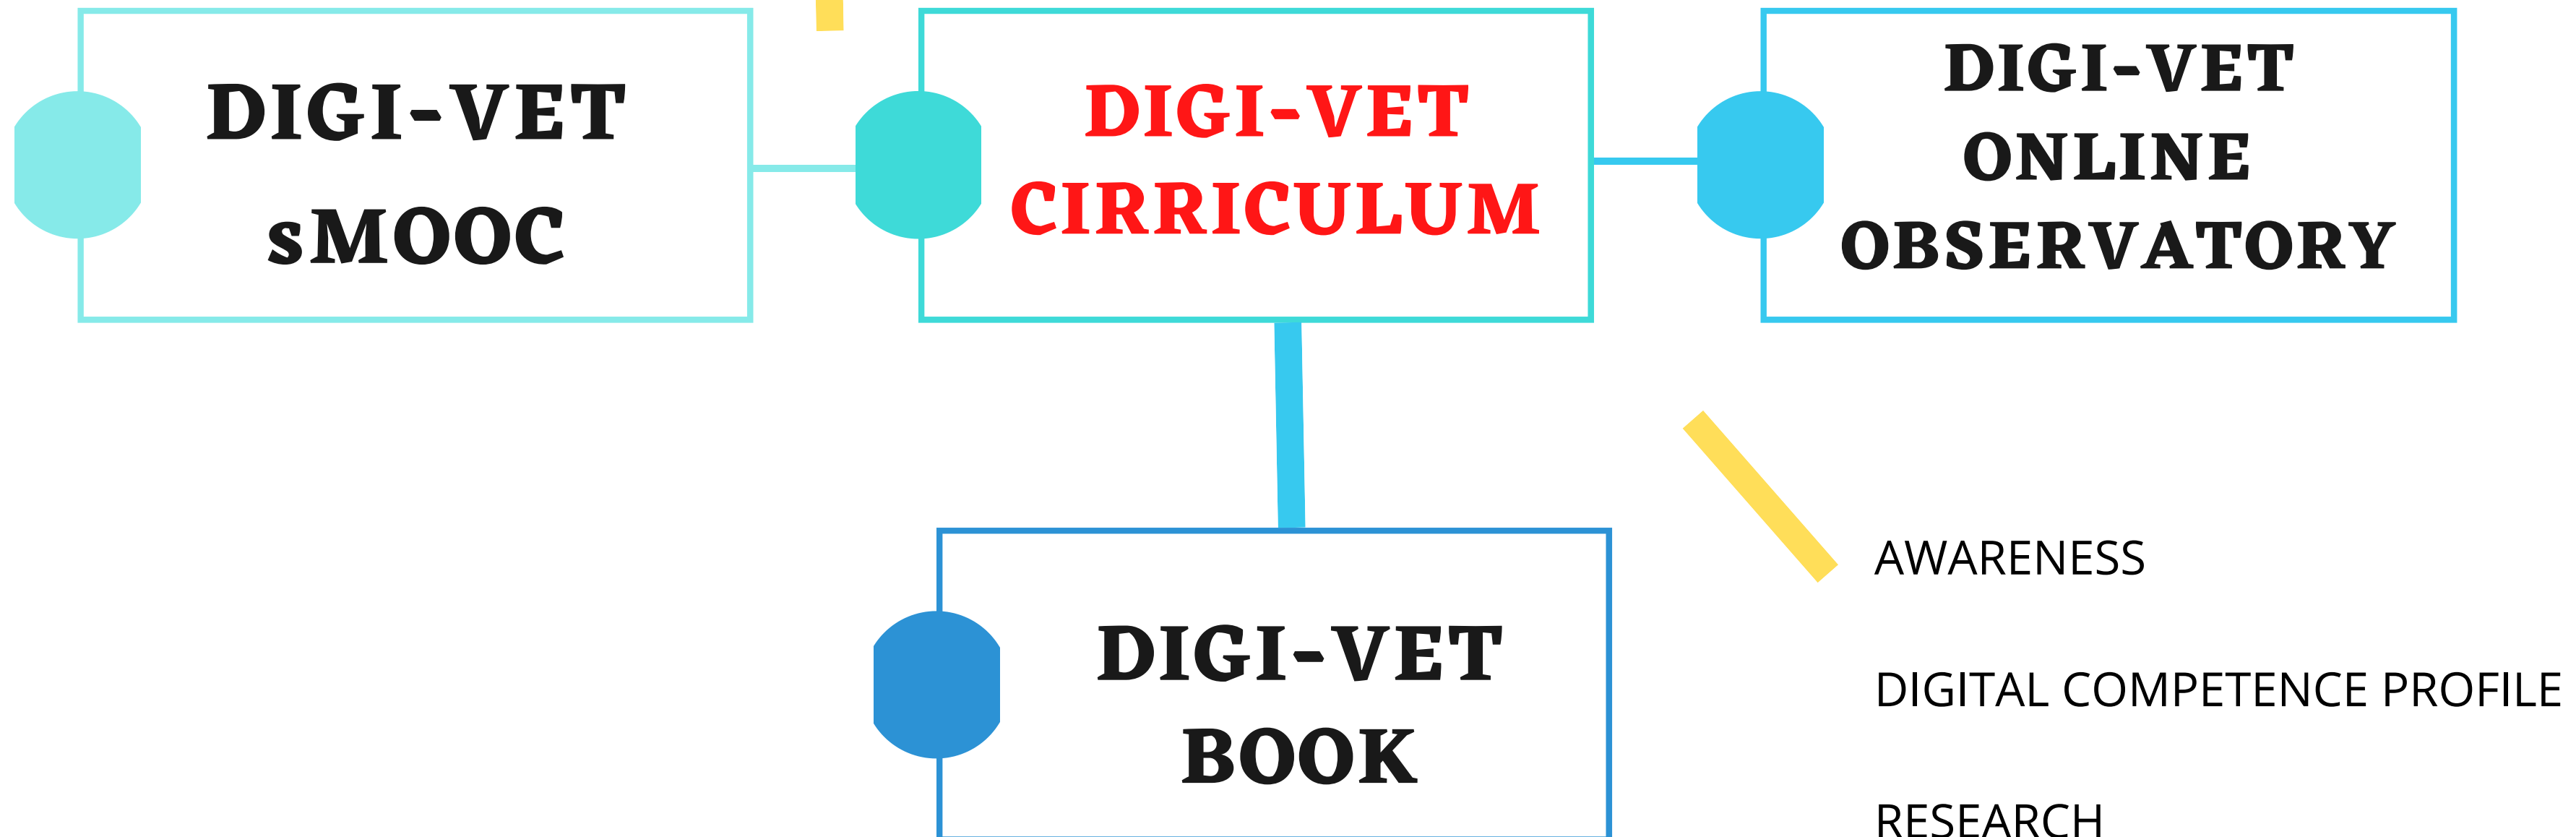 DIGI-VET
sMOOC
DIGI-VET
CIRRICULUM
DIGI-VET
ONLINE
OBSERVATORY
DIGI-VET
BOOK
AWARENESS
DIGITAL COMPETENCE PROFILE
RESEARCH